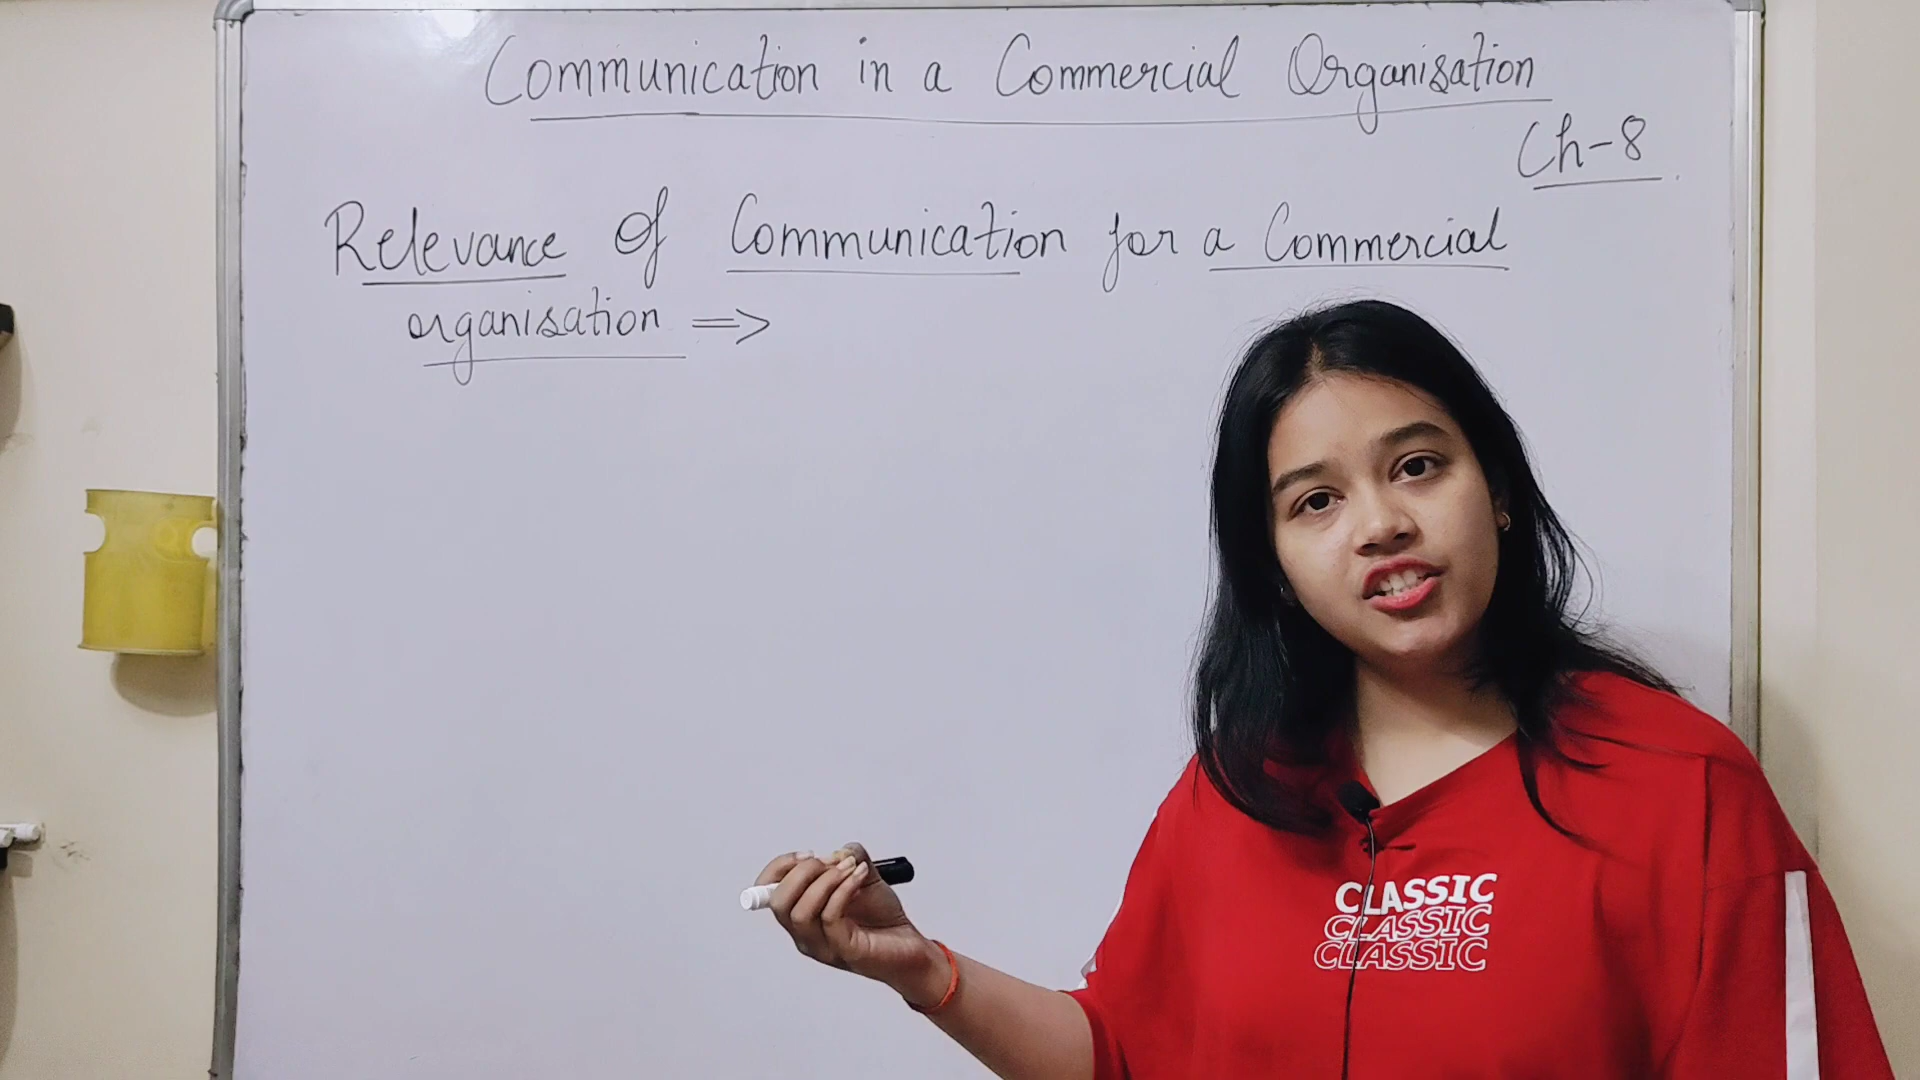 Communication in a Commercial Organisation
Ch-8
Relevance of Communication for a Commercial
organisation =>
CLASSIC
CLASSIC
CLASSIC